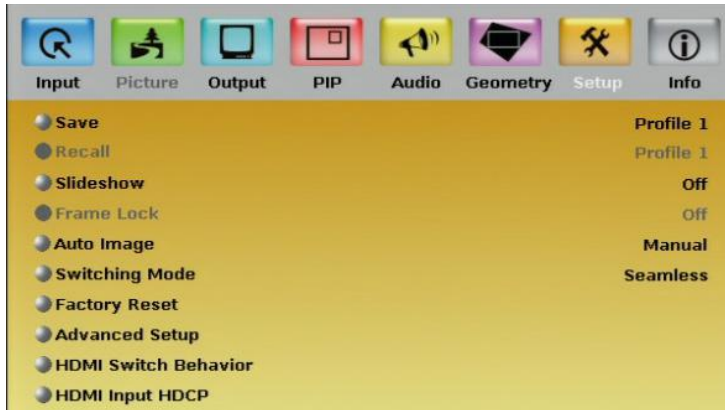 Input Picture Output PIP Audio Geometry Setup Info
Save Profile 1
Recall Profile 1
Slideshow Off
Frame Lock Off
Auto Image Manual
Switching Mode Seamless
Factory Reset
Advanced Setup
HDMI Switch Behavior
HDMI Input HDCP